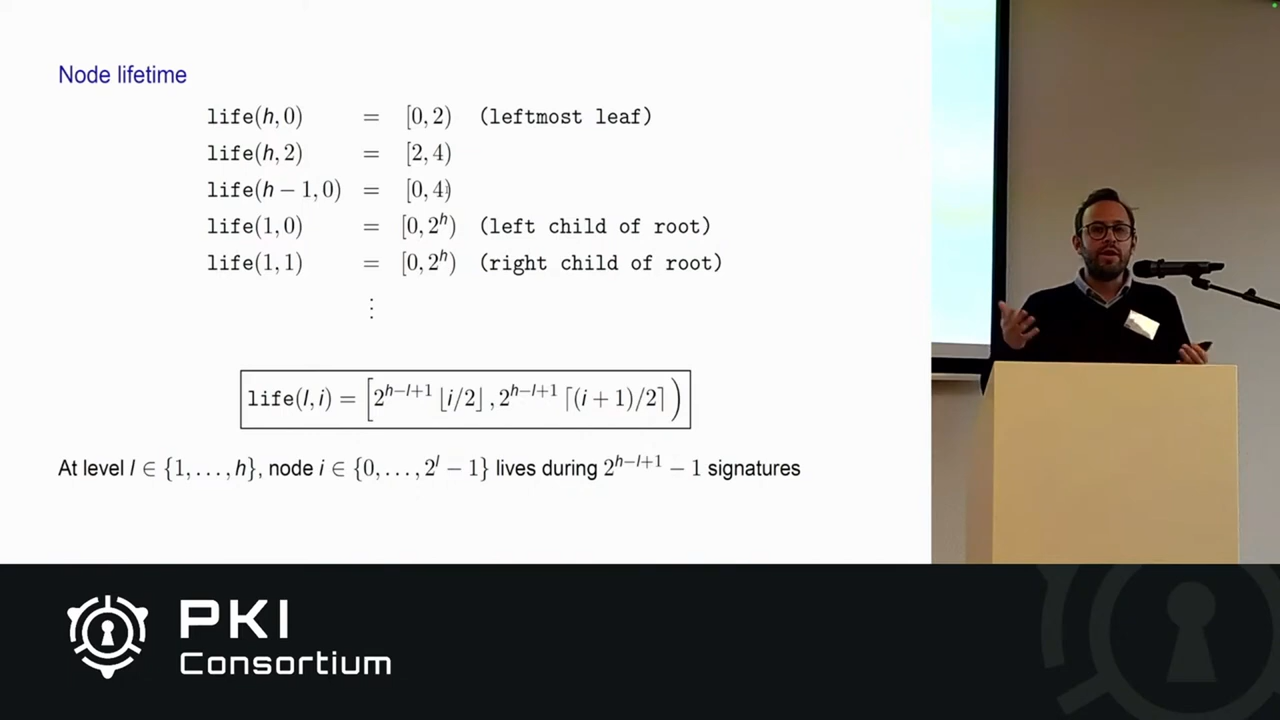 Node lifetime
life(h, 0) = [0, 2) (leftmost leaf)
life(h, 2) = [2, 4)
life(h − 1, 0) = [0, 4)
life(1, 0) = [0, 2^h) (left child of root)
life(1, 1) = [0, 2^h) (right child of root)
⋮
life(l, i) = [2^{h−l+1} ⌊i/2⌋ , 2^{h−l+1} ⌈(i + 1)/2⌉ )
At level l ∈ {1, . . . , h}, node i ∈ {0, . . . , 2^l − 1} lives during 2^{h−l+1} − 1 signatures
PKI
Consortium